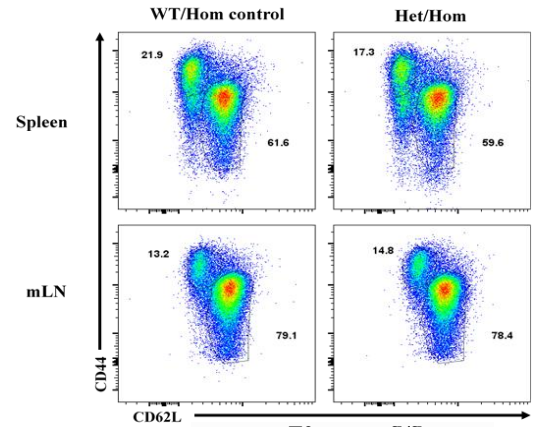 WT/Hom control Het/Hom
21.9 17.3
Spleen
61.6 59.6
13.2 14.8
mLN
79.1 78.4
CD44
CD62L